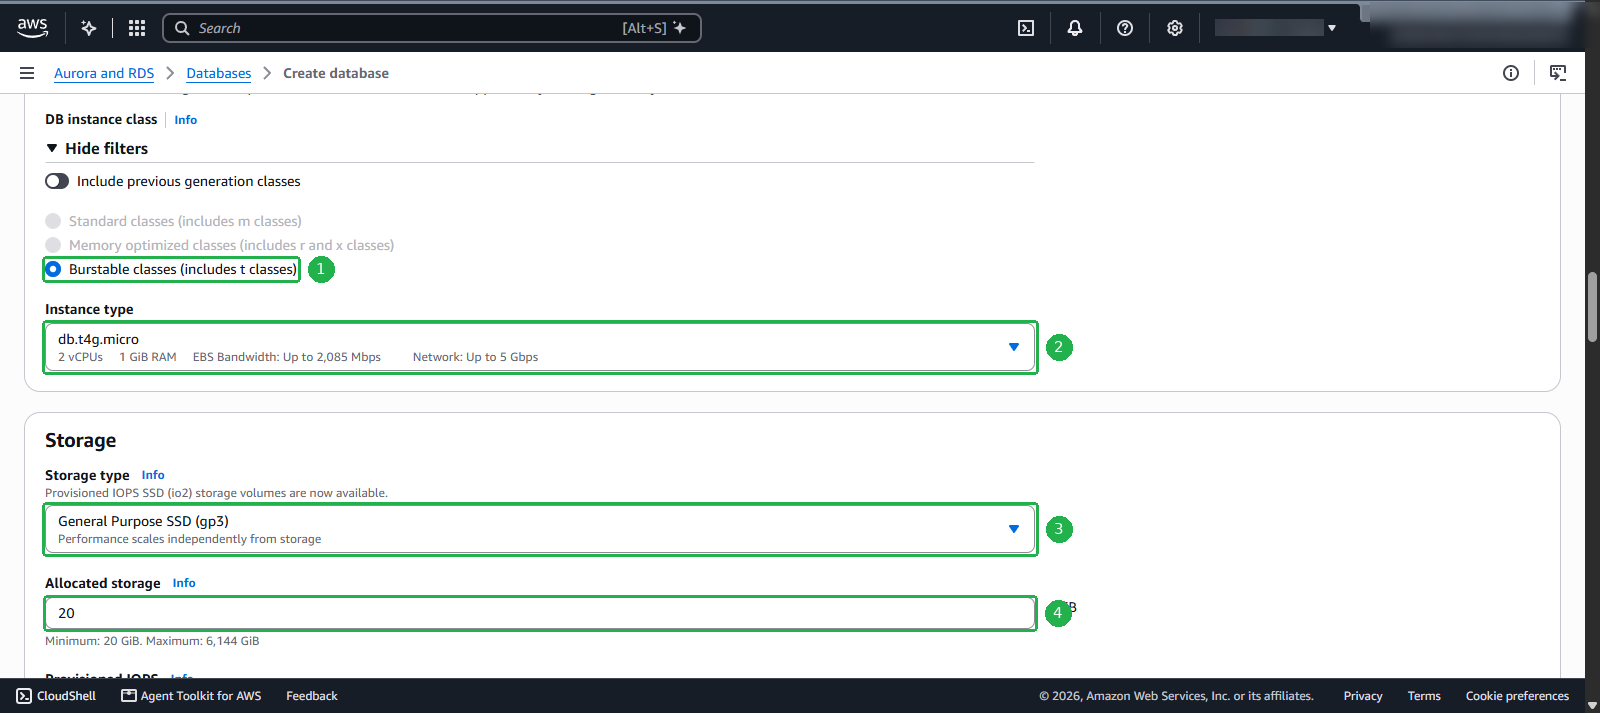 aws
Search [Alt+S]
Aurora and RDS > Databases > Create database
DB instance class Info
Hide filters
Include previous generation classes
Standard classes (includes m classes)
Memory optimized classes (includes r and x classes)
Burstable classes (includes t classes) 1
Instance type
db.t4g.micro
2 vCPUs 1 GiB RAM EBS Bandwidth: Up to 2,085 Mbps Network: Up to 5 Gbps
2
Storage
Storage type Info
Provisioned IOPS SSD (io2) storage volumes are now available.
General Purpose SSD (gp3)
Performance scales independently from storage
3
Allocated storage Info
20
4
Minimum: 20 GiB. Maximum: 6,144 GiB
Provisioned IOPS Info
CloudShell Agent Toolkit for AWS Feedback © 2026, Amazon Web Services, Inc. or its affiliates. Privacy Terms Cookie preferences